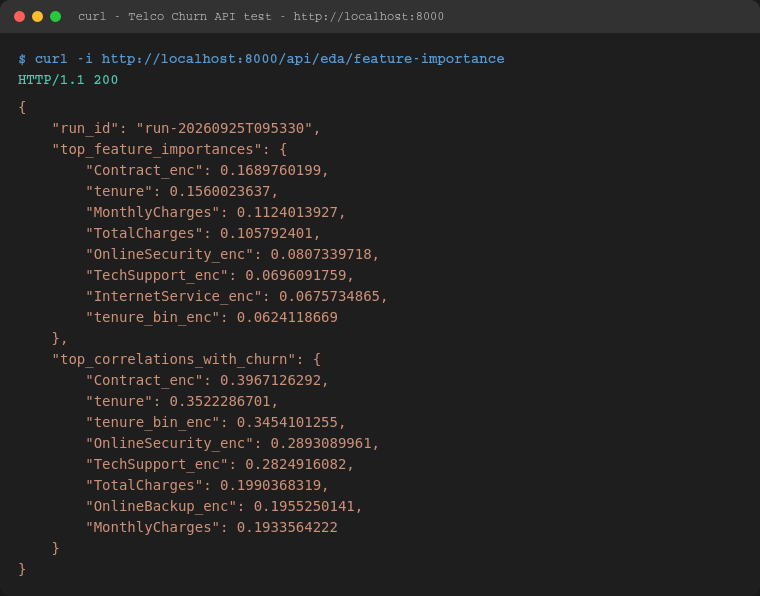 curl - Telco Churn API test - http://localhost:8000
$ curl -i http://localhost:8000/api/eda/feature-importance
HTTP/1.1 200
{
    "run_id": "run-20260925T095330",
    "top_feature_importances": {
        "Contract_enc": 0.1689760199,
        "tenure": 0.1560023637,
        "MonthlyCharges": 0.1124013927,
        "TotalCharges": 0.105792401,
        "OnlineSecurity_enc": 0.0807339718,
        "TechSupport_enc": 0.0696091759,
        "InternetService_enc": 0.0675734865,
        "tenure_bin_enc": 0.0624118669
    },
    "top_correlations_with_churn": {
        "Contract_enc": 0.3967126292,
        "tenure": 0.3522286701,
        "tenure_bin_enc": 0.3454101255,
        "OnlineSecurity_enc": 0.2893089961,
        "TechSupport_enc": 0.2824916082,
        "TotalCharges": 0.1990368319,
        "OnlineBackup_enc": 0.1955250141,
        "MonthlyCharges": 0.1933564222
    }
}